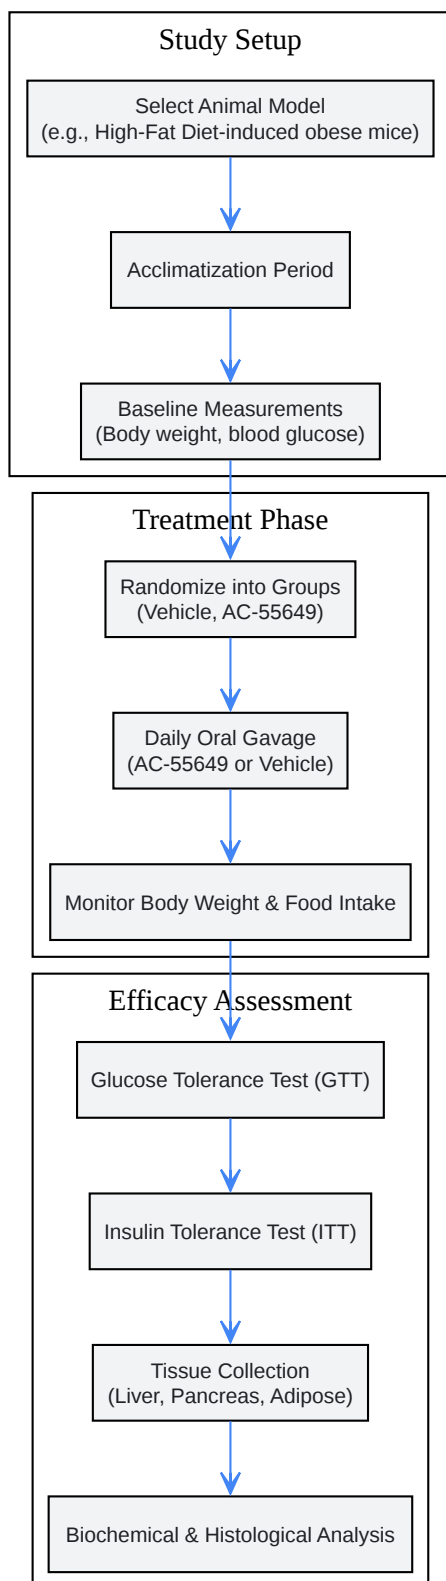 Study Setup
Select Animal Model
(e.g., High-Fat Diet-induced obese mice)
Acclimatization Period
Baseline Measurements
(Body weight, blood glucose)
Treatment Phase
Randomize into Groups
(Vehicle, AC-55649)
Daily Oral Gavage
(AC-55649 or Vehicle)
Monitor Body Weight & Food Intake
Efficacy Assessment
Glucose Tolerance Test (GTT)
Insulin Tolerance Test (ITT)
Tissue Collection
(Liver, Pancreas, Adipose)
Biochemical & Histological Analysis